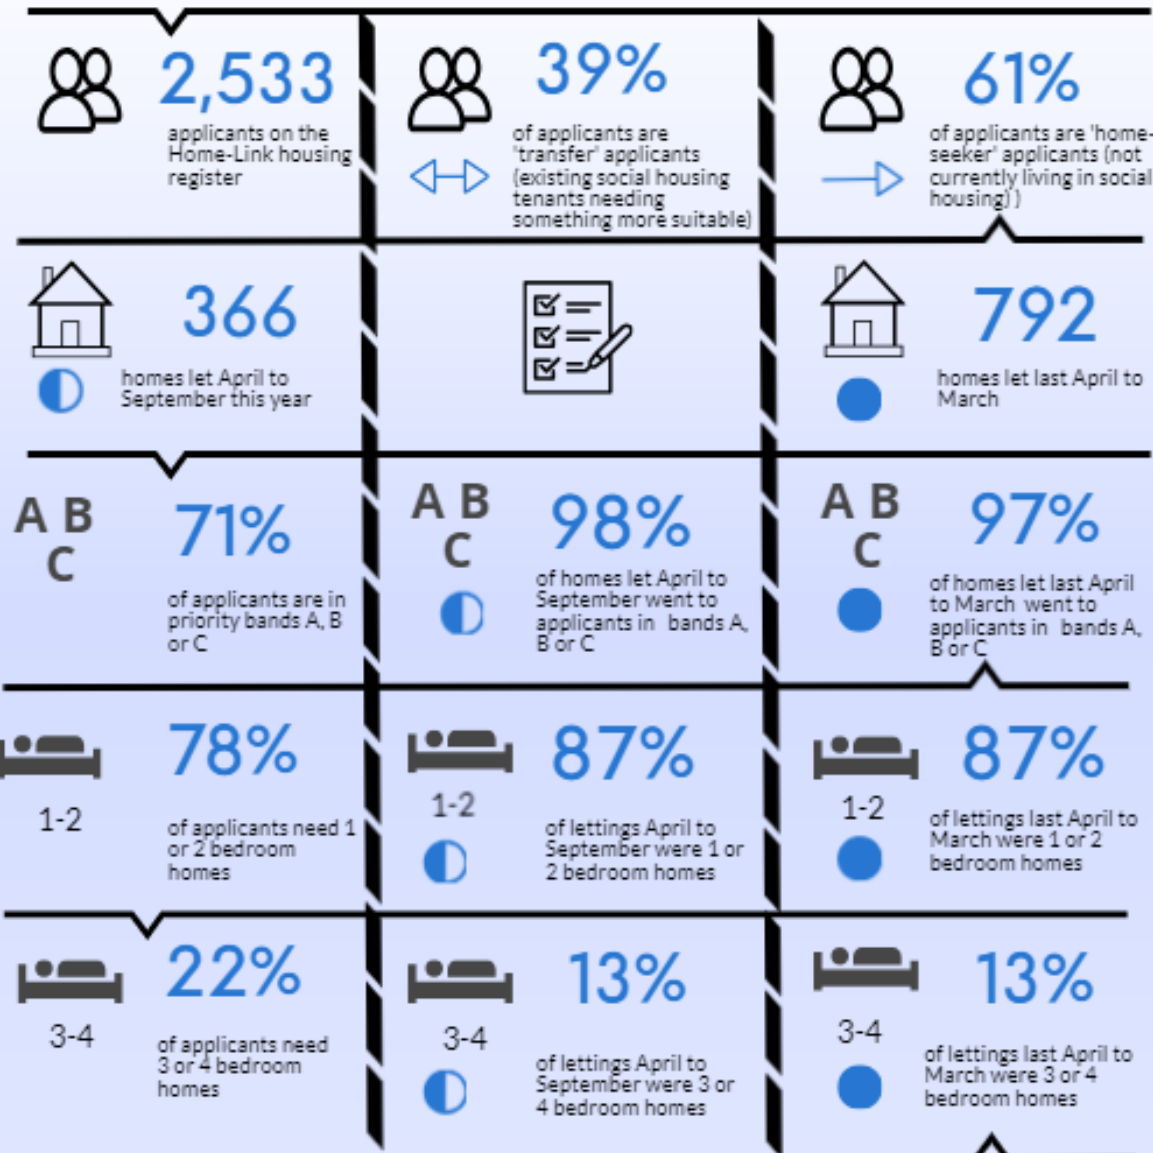 2,533
applicants on the
Home-Link housing
register
39%
of applicants are
'transfer' applicants
(existing social housing
tenants needing
something more suitable)
61%
of applicants are 'home-
seeker' applicants (not
currently living in social
housing) )
366
homes let April to
September this year
792
homes let last April to
March
A B
C
71%
of applicants are in
priority bands A, B
or C
A B
C
98%
of homes let April to
September went to
applicants in bands A,
B or C
A B
C
97%
of homes let last April
to March went to
applicants in bands A,
B or C
78%
1-2
of applicants need 1
or 2 bedroom
homes
87%
1-2
of lettings April to
September were 1 or
2 bedroom homes
87%
1-2
of lettings last April to
March were 1 or 2
bedroom homes
22%
3-4
of applicants need
3 or 4 bedroom
homes
13%
3-4
of lettings April to
September were 3 or
4 bedroom homes
13%
3-4
of lettings last April to
March were 3 or 4
bedroom homes